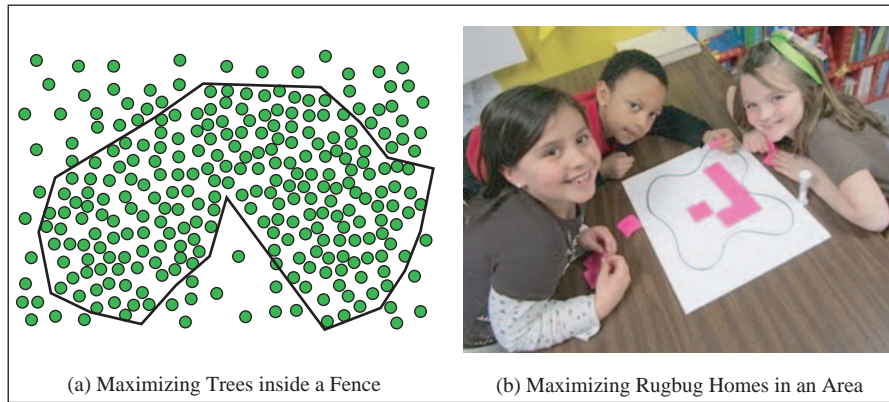 (a) Maximizing Trees inside a Fence
(b) Maximizing Rugbug Homes in an Area